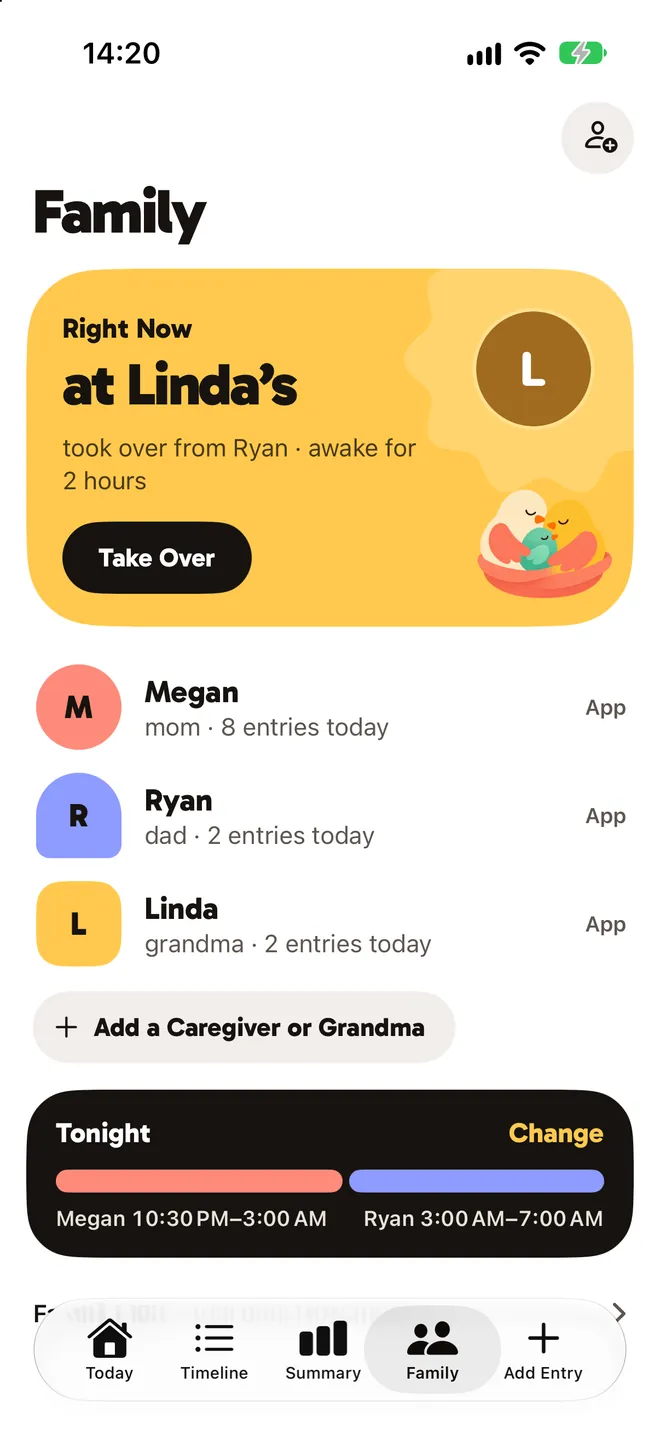 14:20
Family
Right Now
at Linda's
L
took over from Ryan · awake for
2 hours
Take Over
M
Megan
mom · 8 entries today
App
R
Ryan
dad · 2 entries today
App
L
Linda
grandma · 2 entries today
App
Add a Caregiver or Grandma
Tonight
Change
Megan 10:30 PM–3:00 AM
Ryan 3:00 AM–7:00 AM
Today
Timeline
Summary
Family
Add Entry